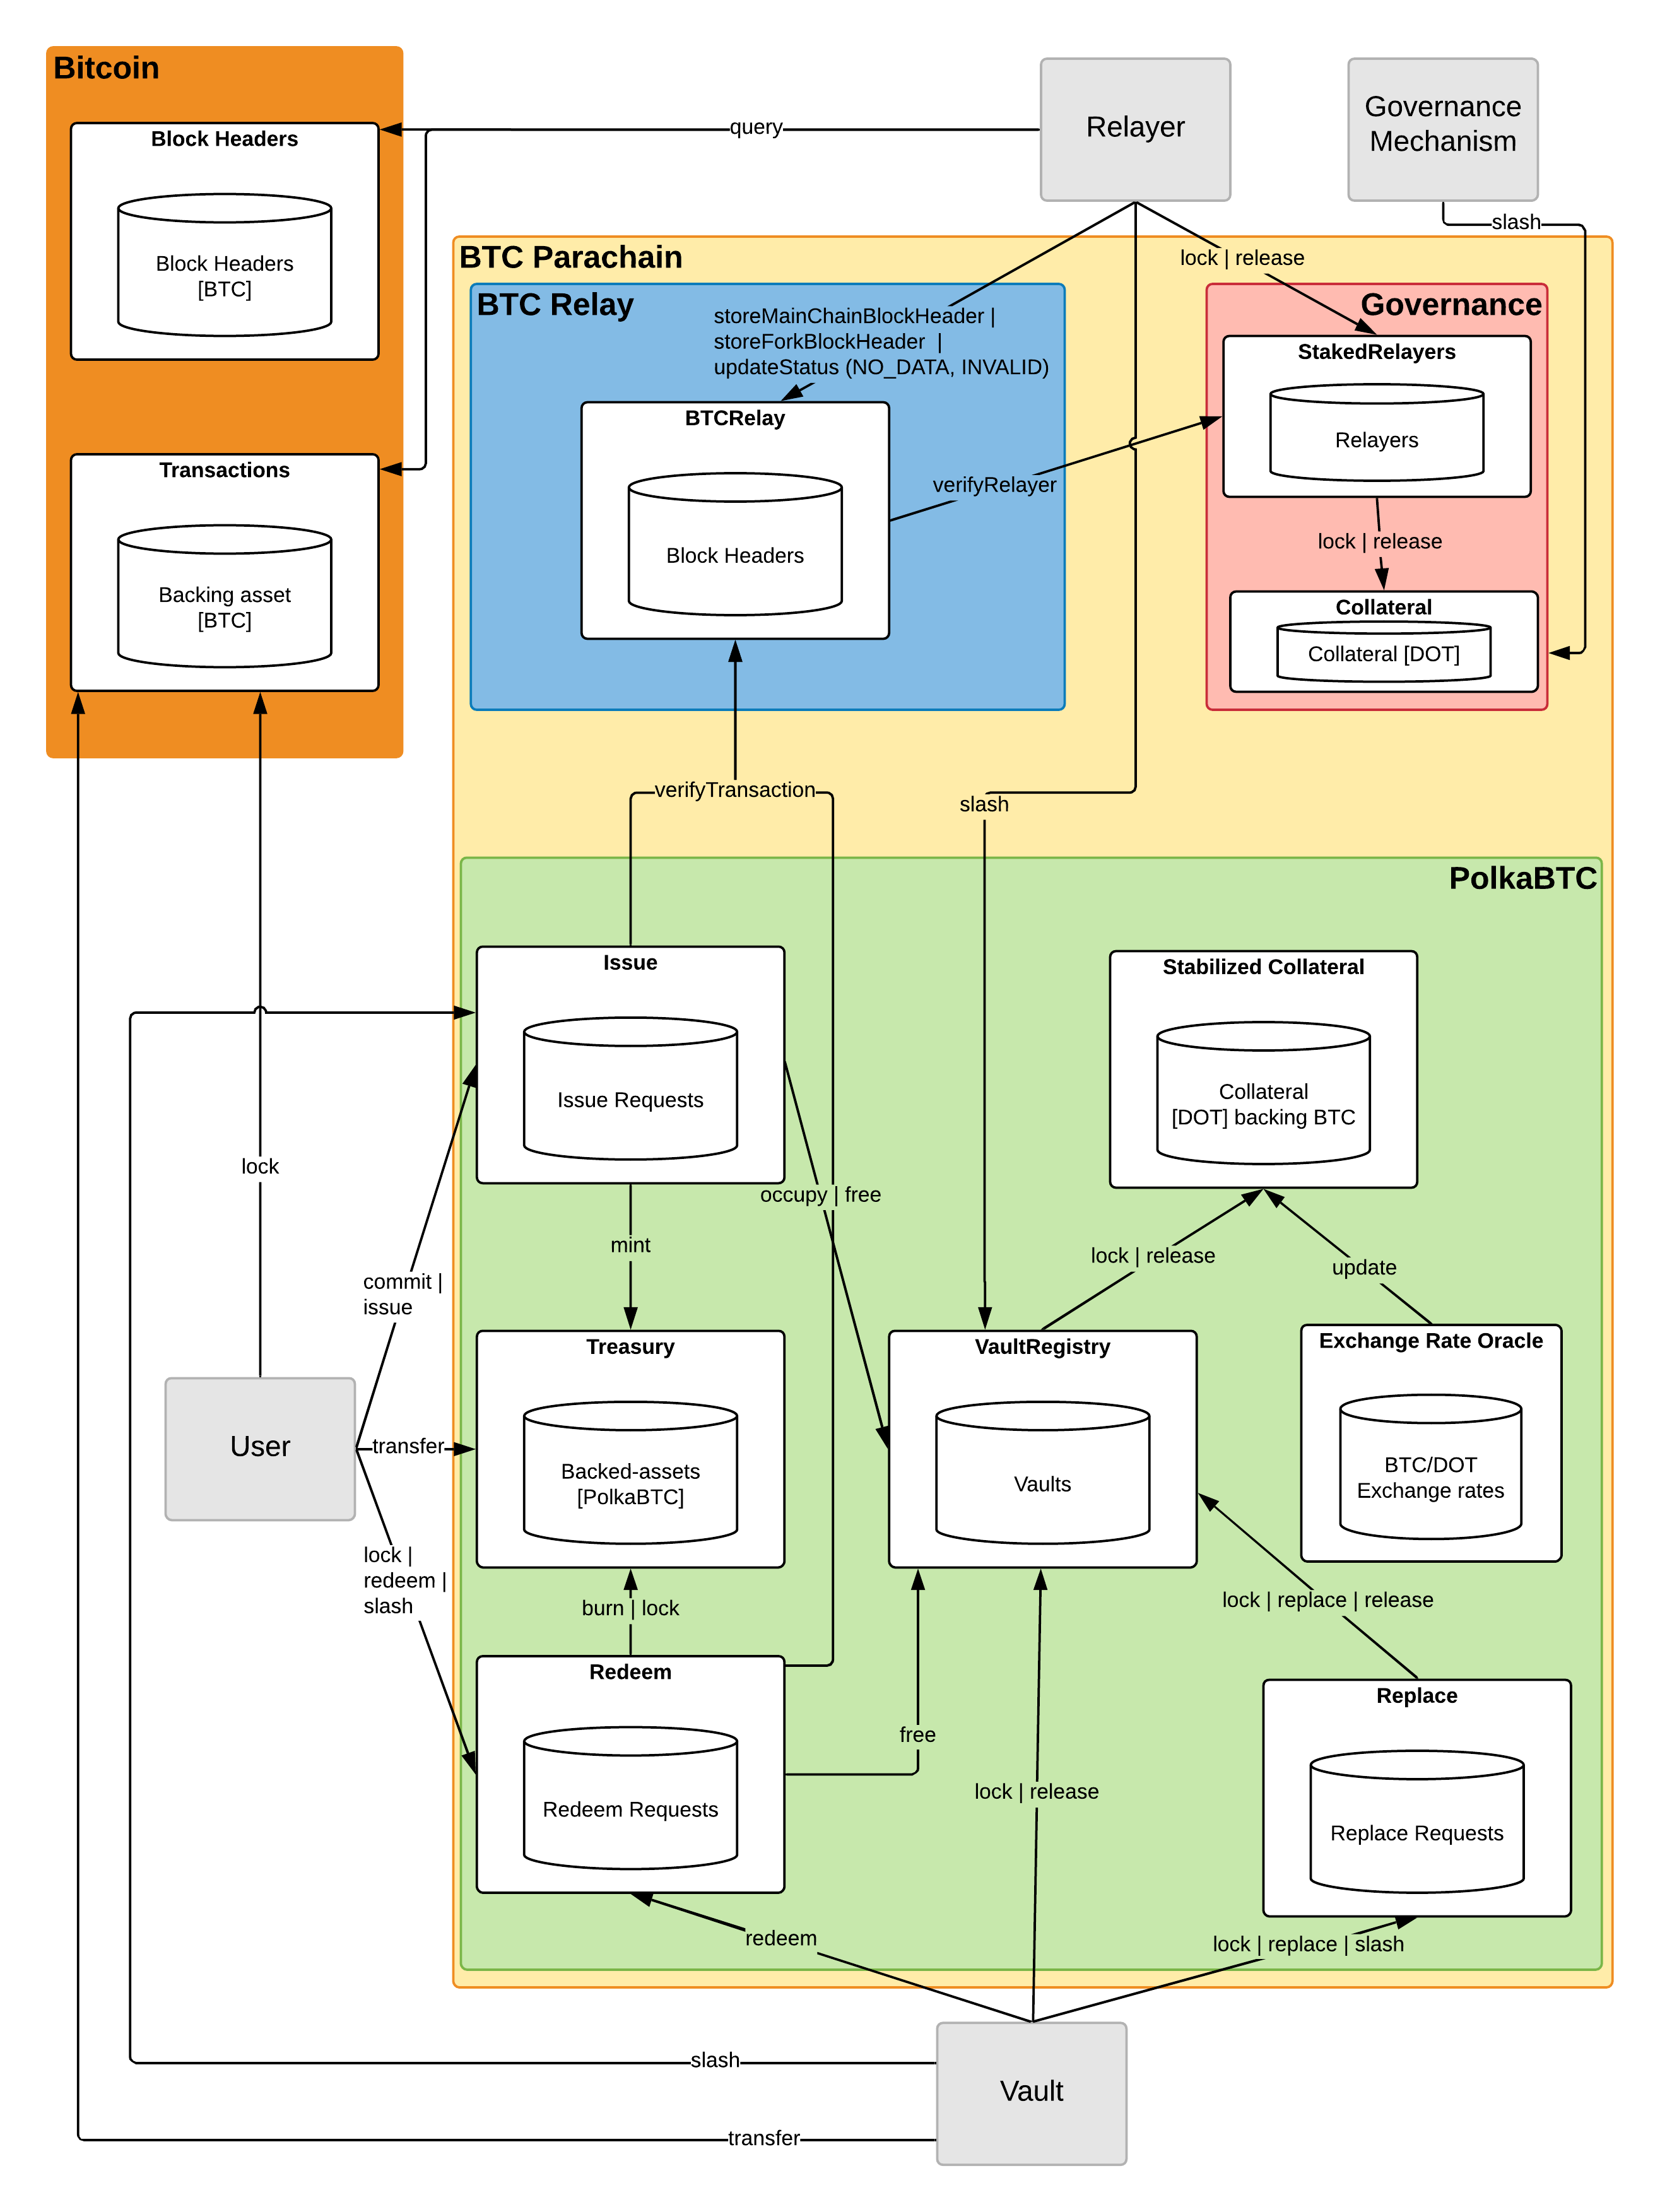 Bitcoin
Block Headers
Block Headers
[BTC]
Transactions
Backing asset
[BTC]
query
Relayer
Governance
Mechanism
slash
lock | release
BTC Parachain
BTC Relay
storeMainChainBlockHeader |
storeForkBlockHeader |
updateStatus (NO_DATA, INVALID)
BTCRelay
Block Headers
verifyRelayer
Governance
StakedRelayers
Relayers
lock | release
Collateral
Collateral [DOT]
verifyTransaction
slash
PolkaBTC
Issue
Issue Requests
Stabilized Collateral
Collateral
[DOT] backing BTC
lock
occupy | free
mint
lock | release
update
commit |
issue
Treasury
Backed-assets
[PolkaBTC]
VaultRegistry
Vaults
Exchange Rate Oracle
BTC/DOT
Exchange rates
User
transfer
lock |
redeem |
slash
burn | lock
lock | replace | release
Redeem
Redeem Requests
free
lock | release
Replace
Replace Requests
redeem
lock | replace | slash
slash
Vault
transfer